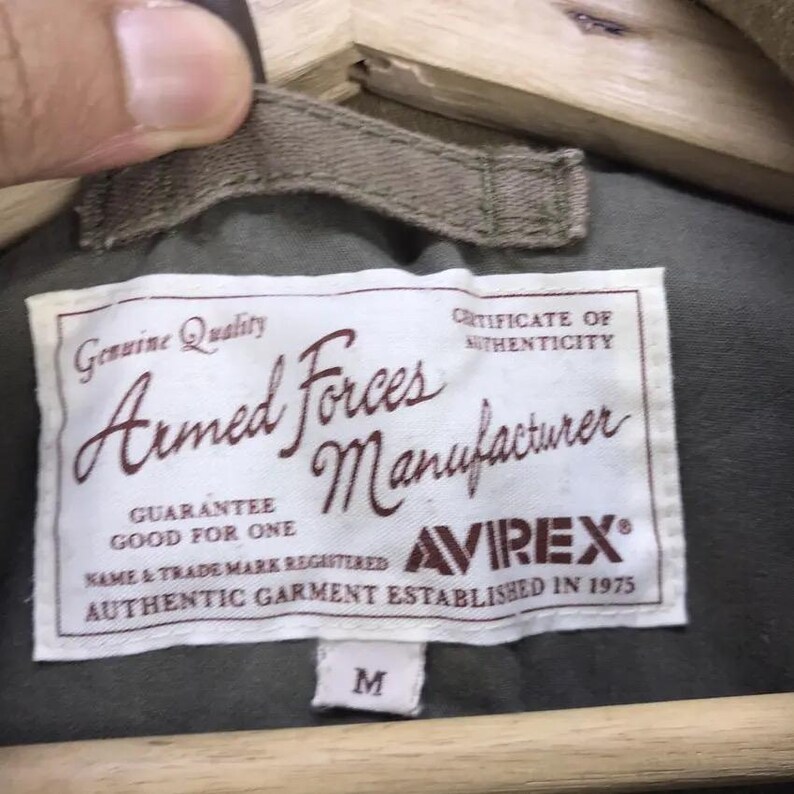 Genuine Quality
CERTIFICATE OF
AUTHENTICITY
Armed Forces
Manufacturer
GUARANTEE
GOOD FOR ONE
AVIREX®
NAME & TRADE MARK REGISTERED
AUTHENTIC GARMENT ESTABLISHED IN 1975
M